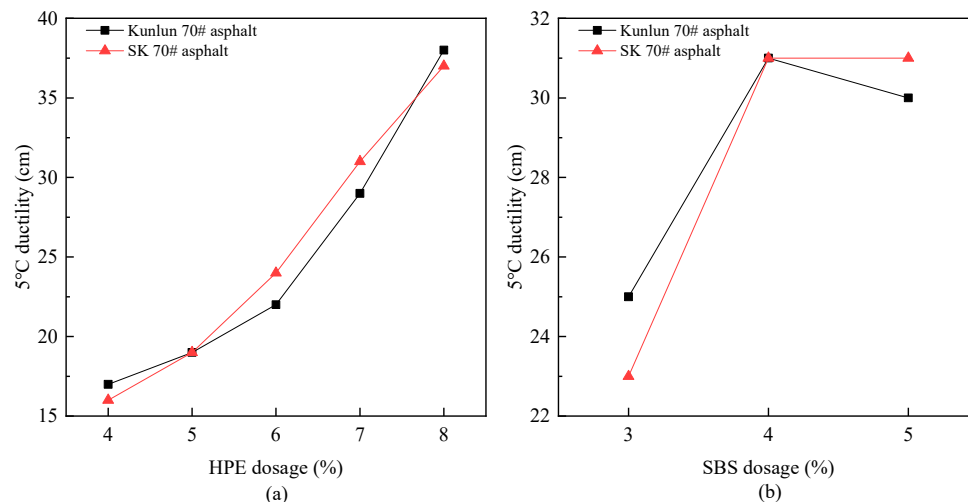 Kunlun 70# asphalt
SK 70# asphalt
40
35
30
25
20
15
5℃ ductility (cm)
4 5 6 7 8
HPE dosage (%)
(a)
Kunlun 70# asphalt
SK 70# asphalt
32
30
28
26
24
22
5℃ ductility (cm)
3 4 5
SBS dosage (%)
(b)